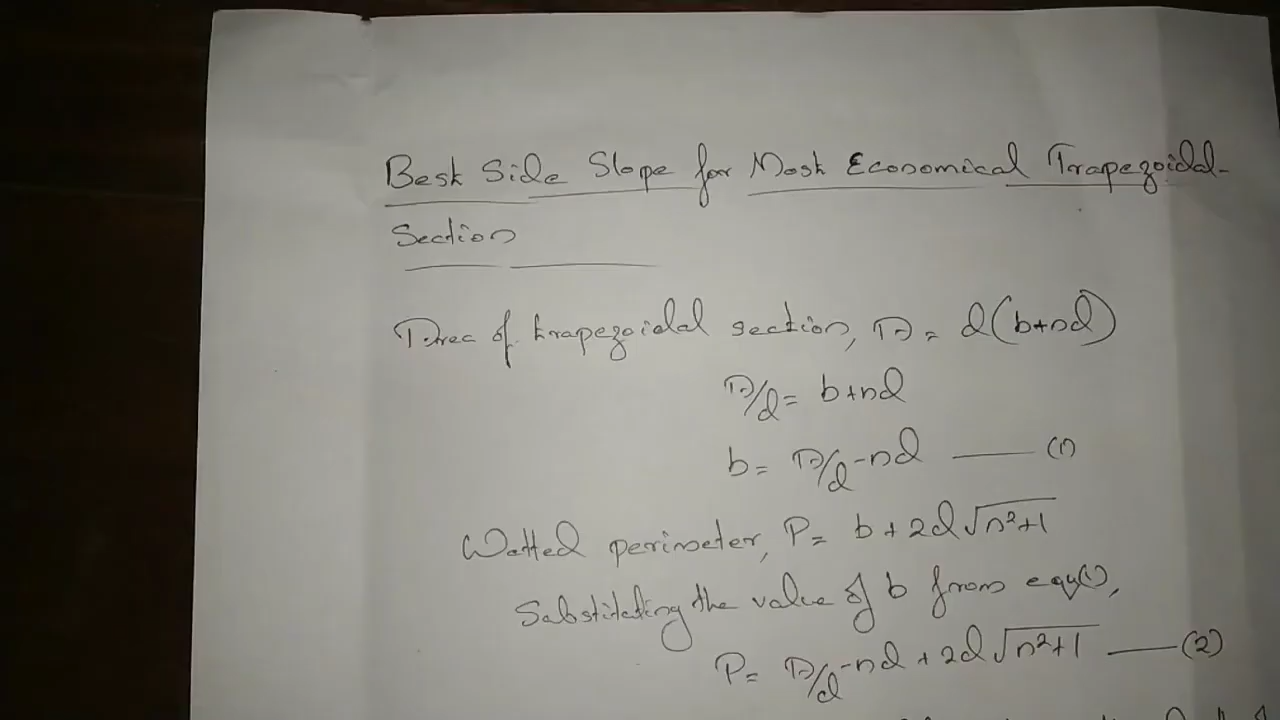 Best Side Slope for Most Economical Trapezoidal
Section
Area of trapezoidal section, A = d(b+nd)
A/d = b+nd
b = A/d - nd —— (1)
Wetted perimeter, P = b + 2d√n²+1
Substituting the value of b from eqn(1),
P = A/d - nd + 2d√n²+1 —— (2)